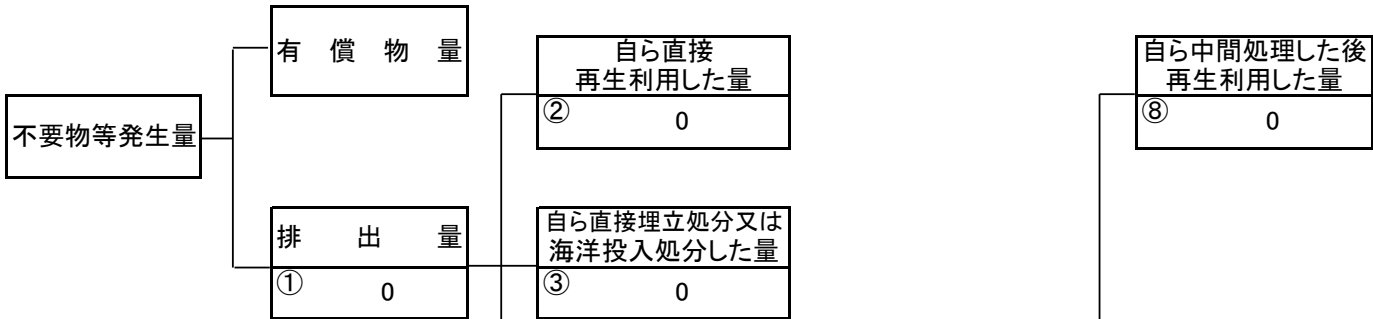 有償物量
自ら直接
再生利用した量
② 0
自ら中間処理した後
再生利用した量
⑧ 0
不要物等発生量
排出量
① 0
自ら直接埋立処分又は
海洋投入処分した量
③ 0